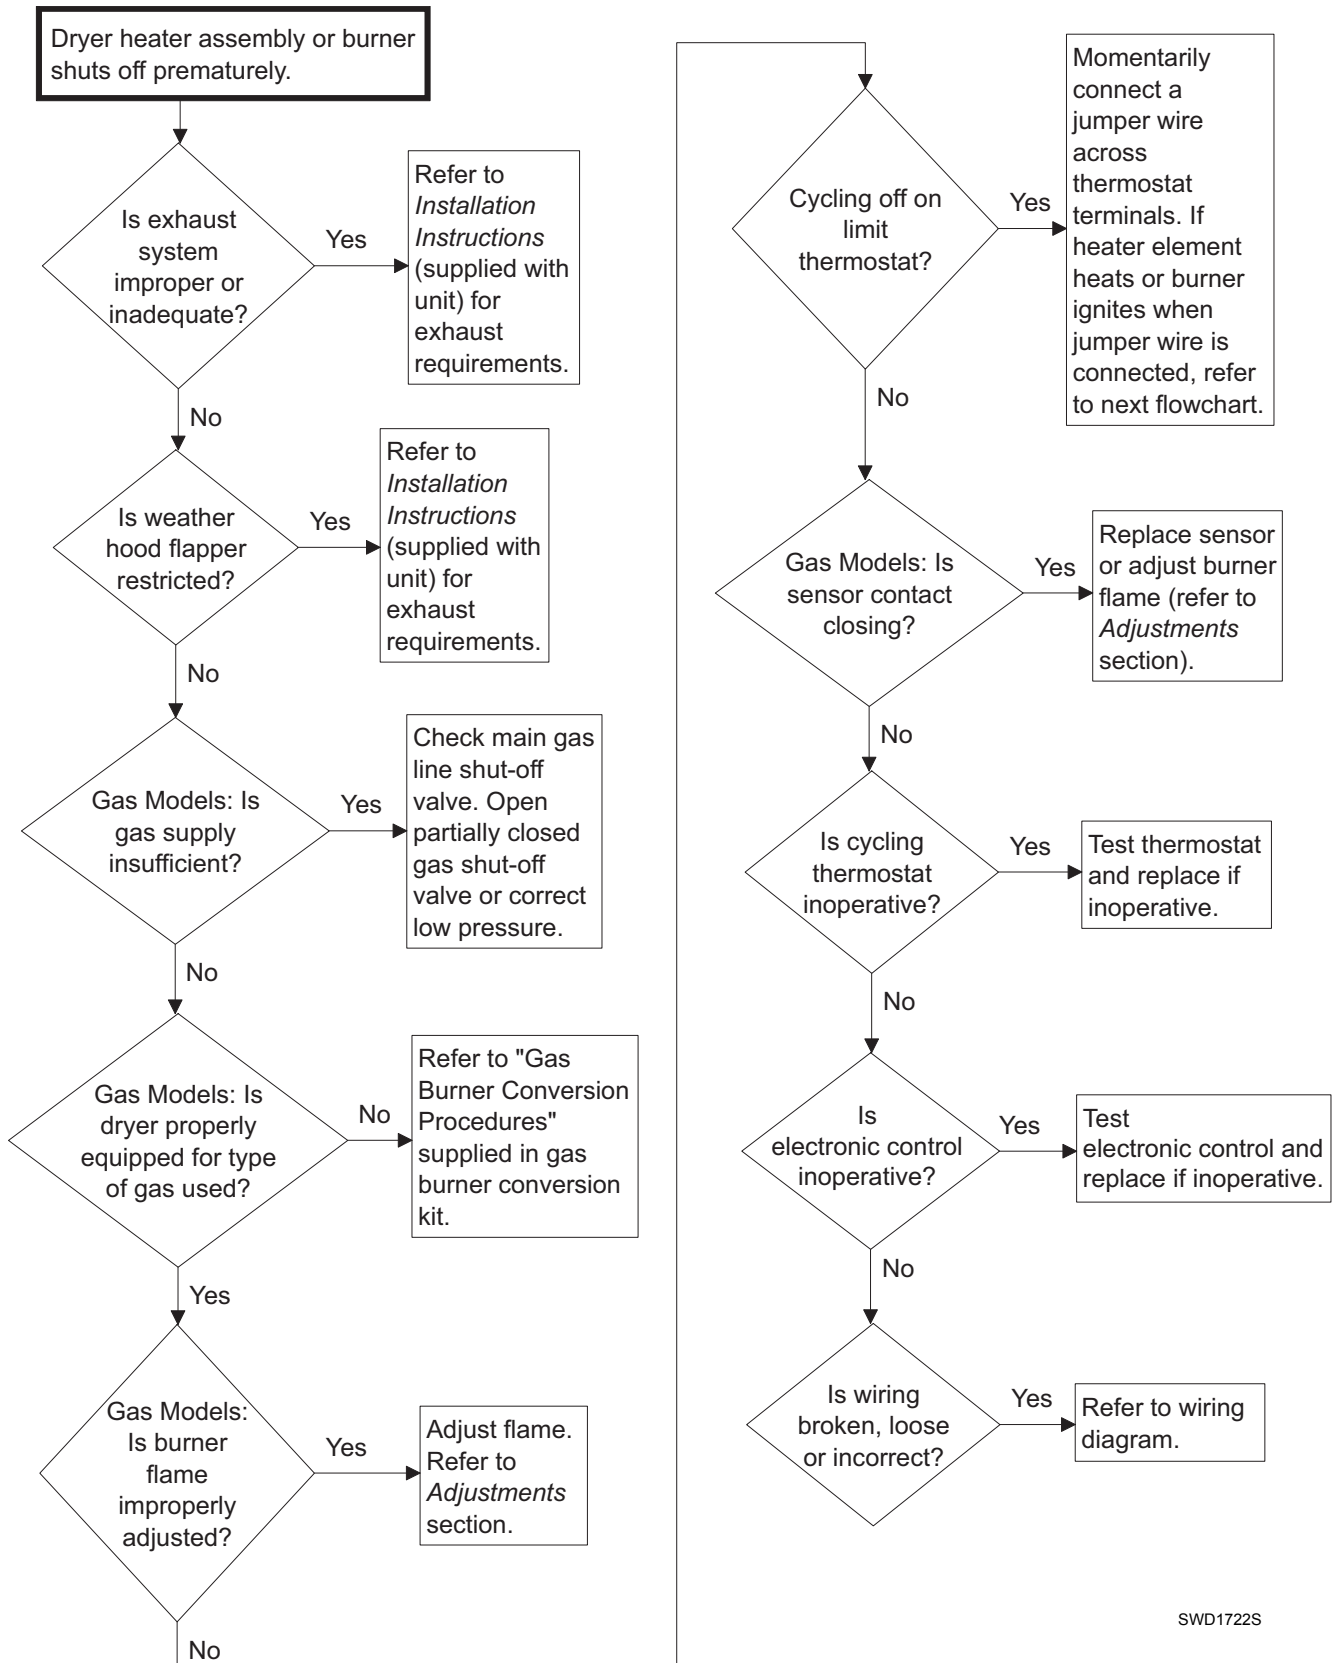 Dryer heater assembly or burner
shuts off prematurely.
Is exhaust
system
improper or
inadequate?
Yes
Refer to
Installation
Instructions
(supplied with
unit) for
exhaust
requirements.
No
Is weather
hood flapper
restricted?
Yes
Refer to
Installation
Instructions
(supplied with
unit) for
exhaust
requirements.
No
Gas Models: Is
gas supply
insufficient?
Yes
Check main gas
line shut-off
valve. Open
partially closed
gas shut-off
valve or correct
low pressure.
No
Gas Models: Is
dryer properly
equipped for type
of gas used?
No
Refer to "Gas
Burner Conversion
Procedures"
supplied in gas
burner conversion
kit.
Yes
Gas Models:
Is burner
flame
improperly
adjusted?
Yes
Adjust flame.
Refer to
Adjustments
section.
No
Cycling off on
limit
thermostat?
Yes
Momentarily
connect a
jumper wire
across
thermostat
terminals. If
heater element
heats or burner
ignites when
jumper wire is
connected, refer
to next flowchart.
No
Gas Models: Is
sensor contact
closing?
Yes
Replace sensor
or adjust burner
flame (refer to
Adjustments
section).
No
Is cycling
thermostat
inoperative?
Yes
Test thermostat
and replace if
inoperative.
No
Is
electronic control
inoperative?
Yes
Test
electronic control and
replace if inoperative.
No
Is wiring
broken, loose
or incorrect?
Yes
Refer to wiring
diagram.
SWD1722S